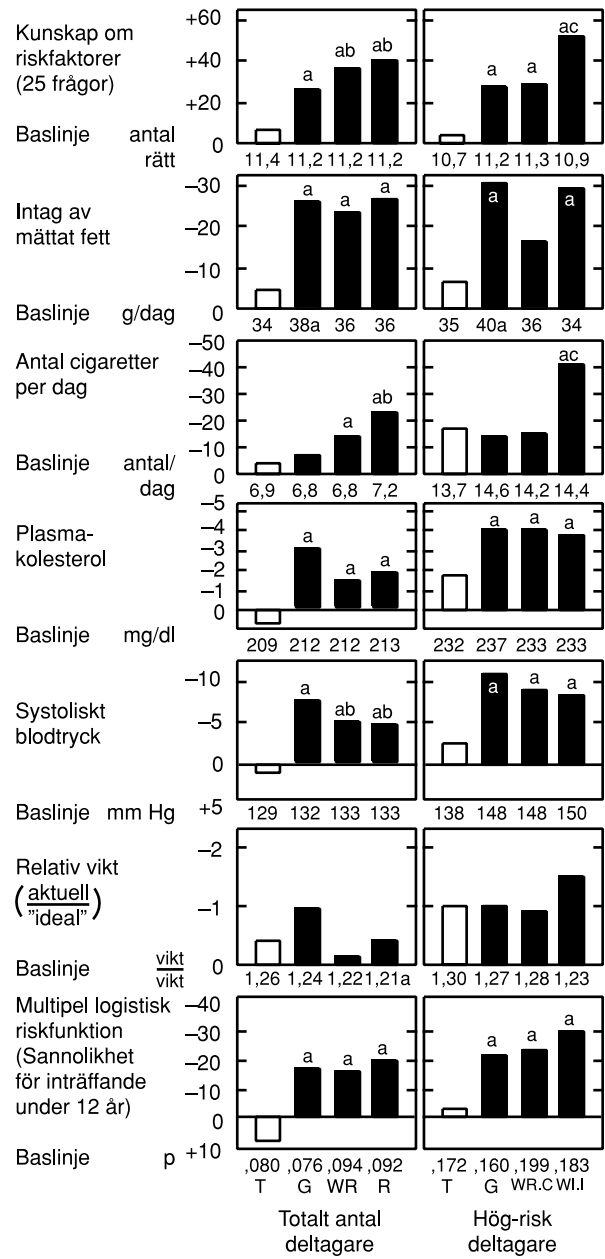 Kunskap om
riskfaktorer
(25 frågor)
Baslinje antal
rätt
+60
+40
+20
0
a ab ab
a a ac
11,4 11,2 11,2 11,2
10,7 11,2 11,3 10,9
Intag av
mättat fett
Baslinje g/dag
–30
–20
–10
0
a a a
a a
34 38a 36 36
35 40a 36 34
Antal cigaretter
per dag
Baslinje antal/
dag
–50
–40
–30
–20
–10
0
a ab
ac
6,9 6,8 6,8 7,2
13,7 14,6 14,2 14,4
Plasma-
kolesterol
Baslinje mg/dl
–5
–4
–3
–2
–1
0
a a a
a a a
209 212 212 213
232 237 233 233
Systoliskt
blodtryck
Baslinje mm Hg
–10
–5
0
+5
a ab ab
a a a
129 132 133 133
138 148 148 150
Relativ vikt
(aktuell
"ideal")
Baslinje vikt
vikt
–2
–1
0
1,26 1,24 1,22 1,21a
1,30 1,27 1,28 1,23
Multipel logistisk
riskfunktion
(Sannolikhet
för inträffande
under 12 år)
Baslinje p
–40
–30
–20
–10
0
+10
a a a
a a a
,080 ,076 ,094 ,092
T G WR R
,172 ,160 ,199 ,183
T G WR.C WI.I
Totalt antal
deltagare
Hög-risk
deltagare